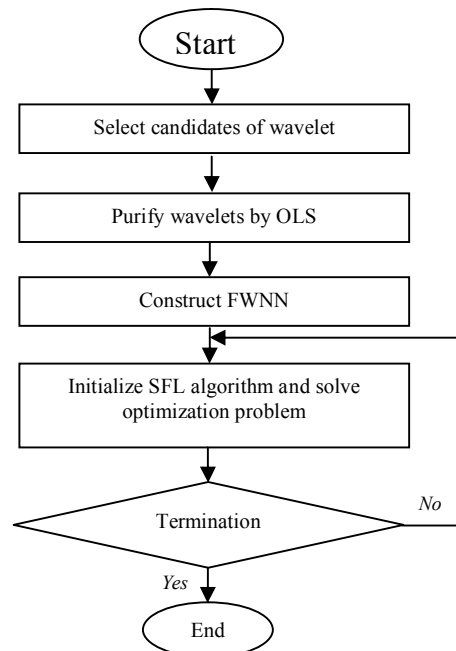 Start
Select candidates of wavelet
Purify wavelets by OLS
Construct FWNN
Initialize SFL algorithm and solve
optimization problem
Termination
No
Yes
End